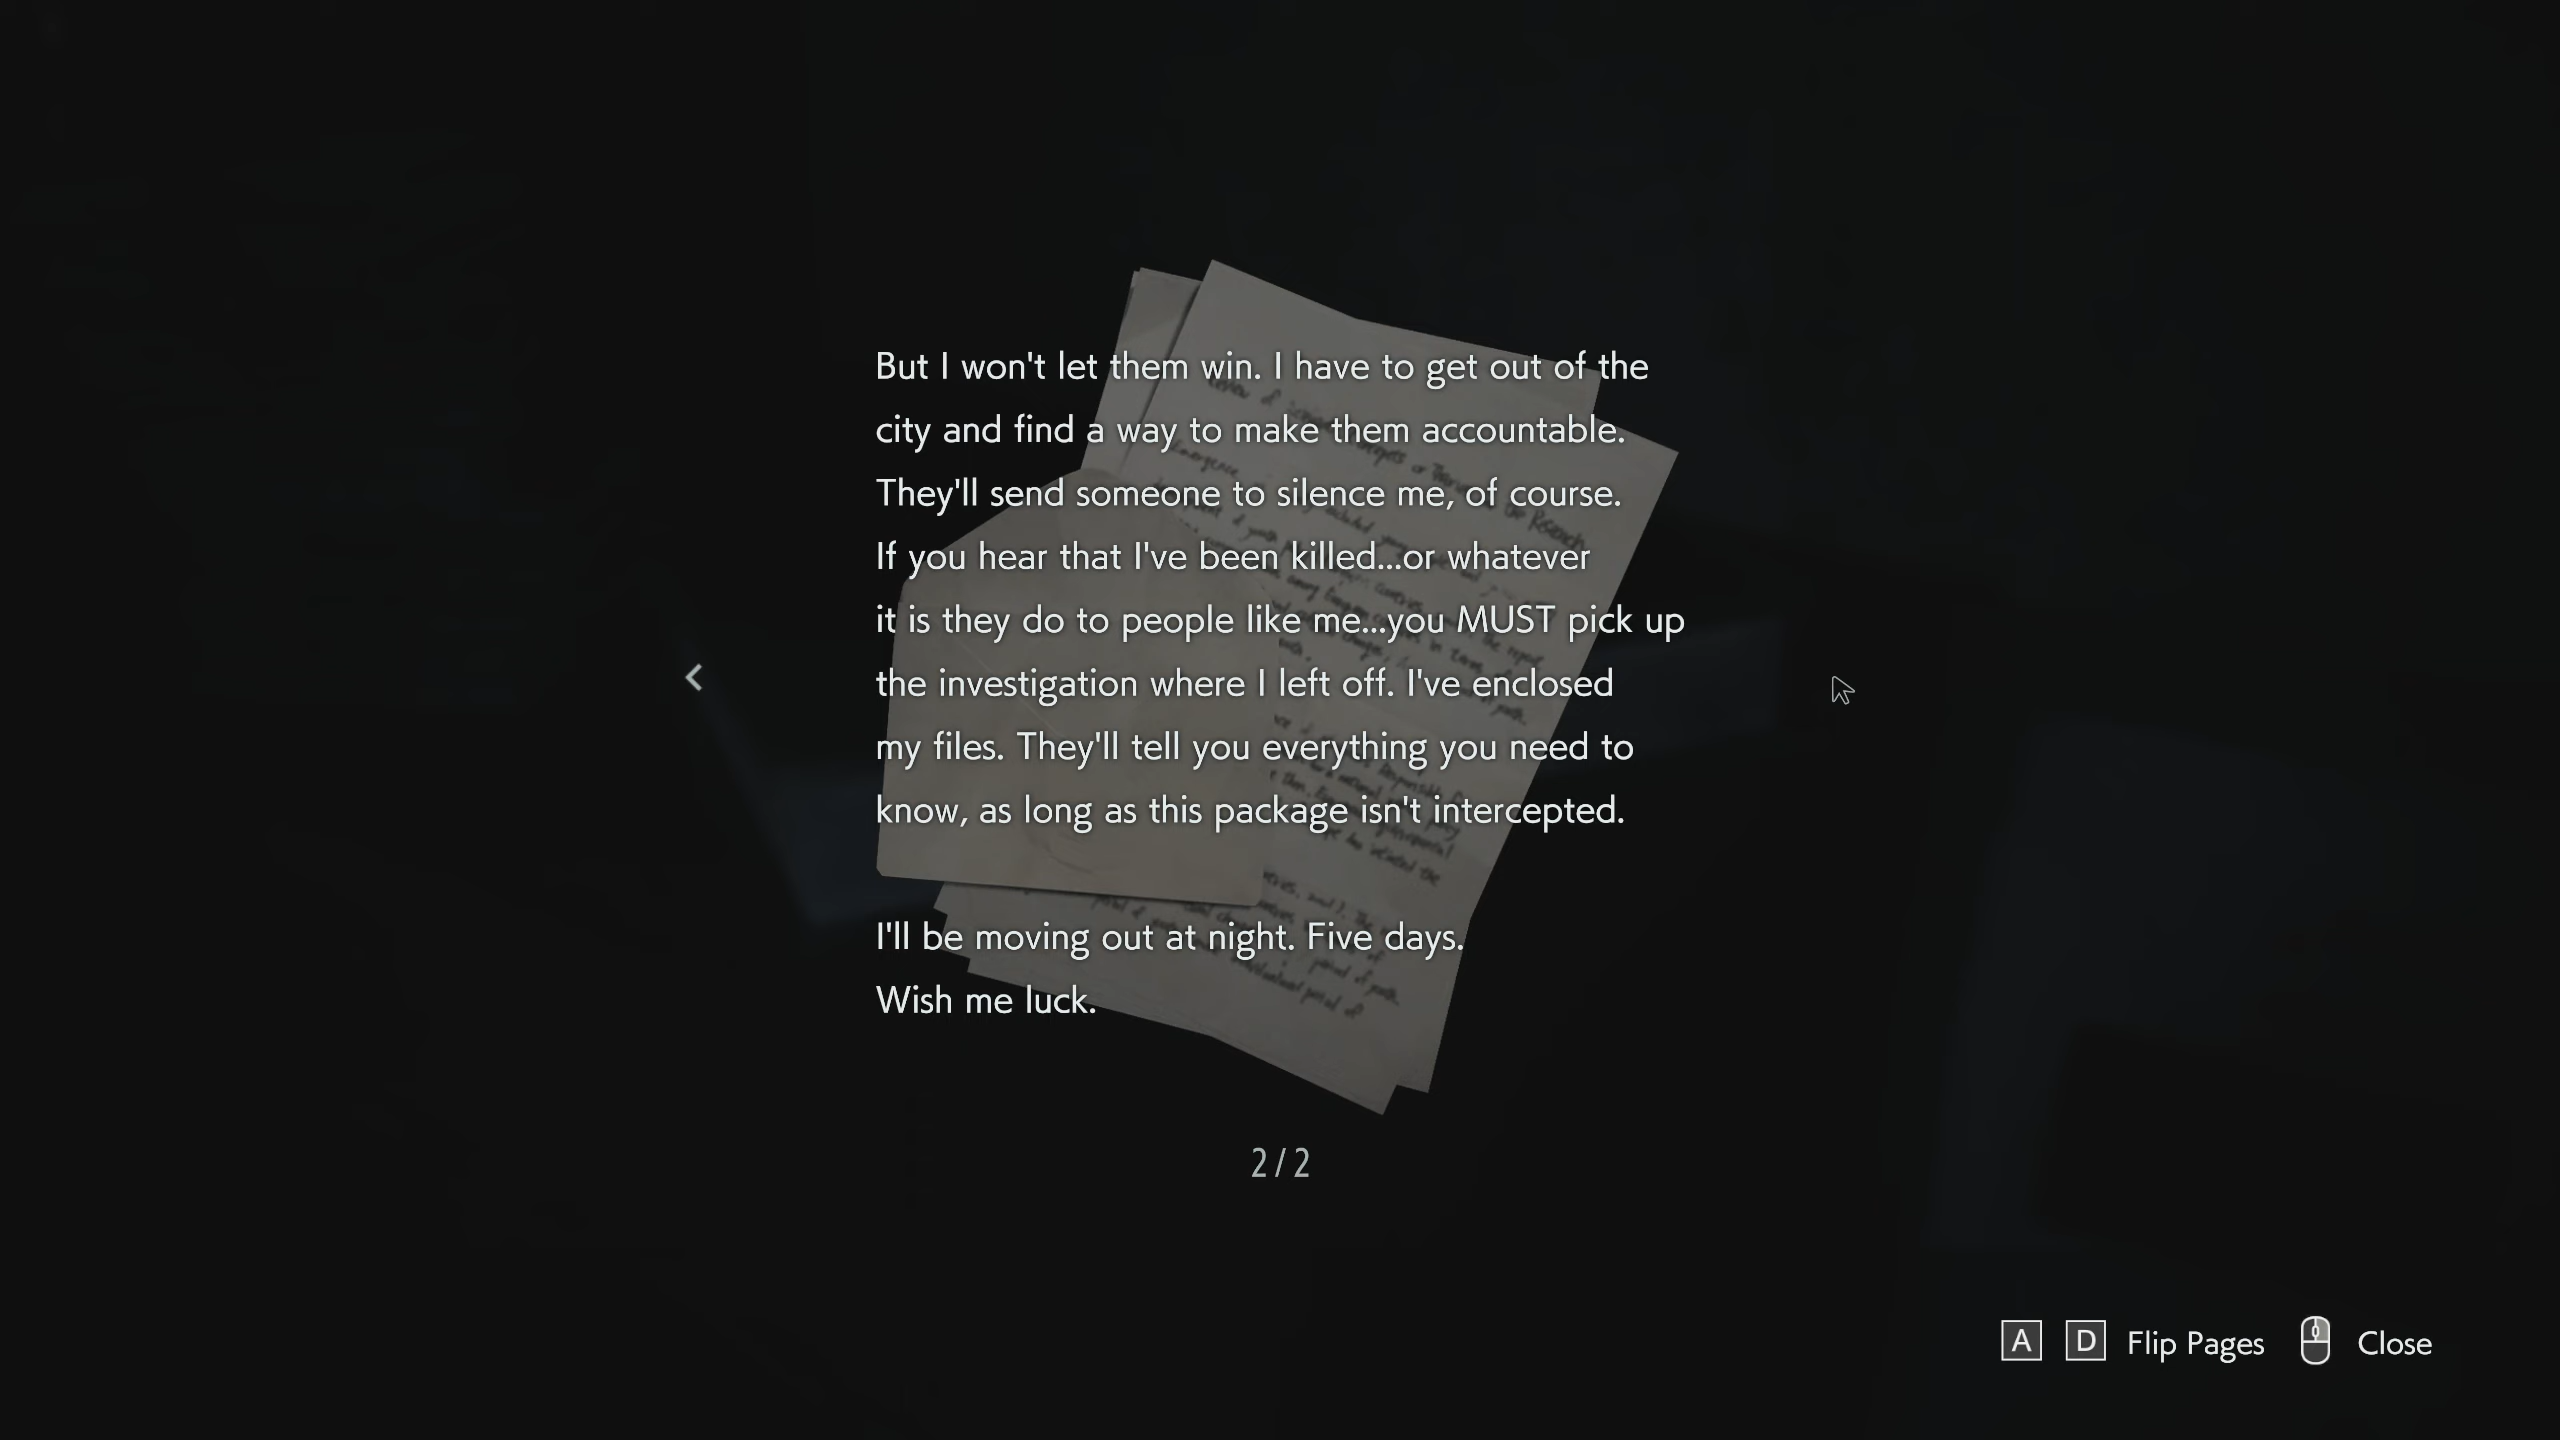 But I won't let them win. I have to get out of the
city and find a way to make them accountable.
They'll send someone to silence me, of course.
If you hear that I've been killed...or whatever
it is they do to people like me...you MUST pick up
the investigation where I left off. I've enclosed
my files. They'll tell you everything you need to
know, as long as this package isn't intercepted.
I'll be moving out at night. Five days.
Wish me luck.
2 / 2
A D Flip Pages Close